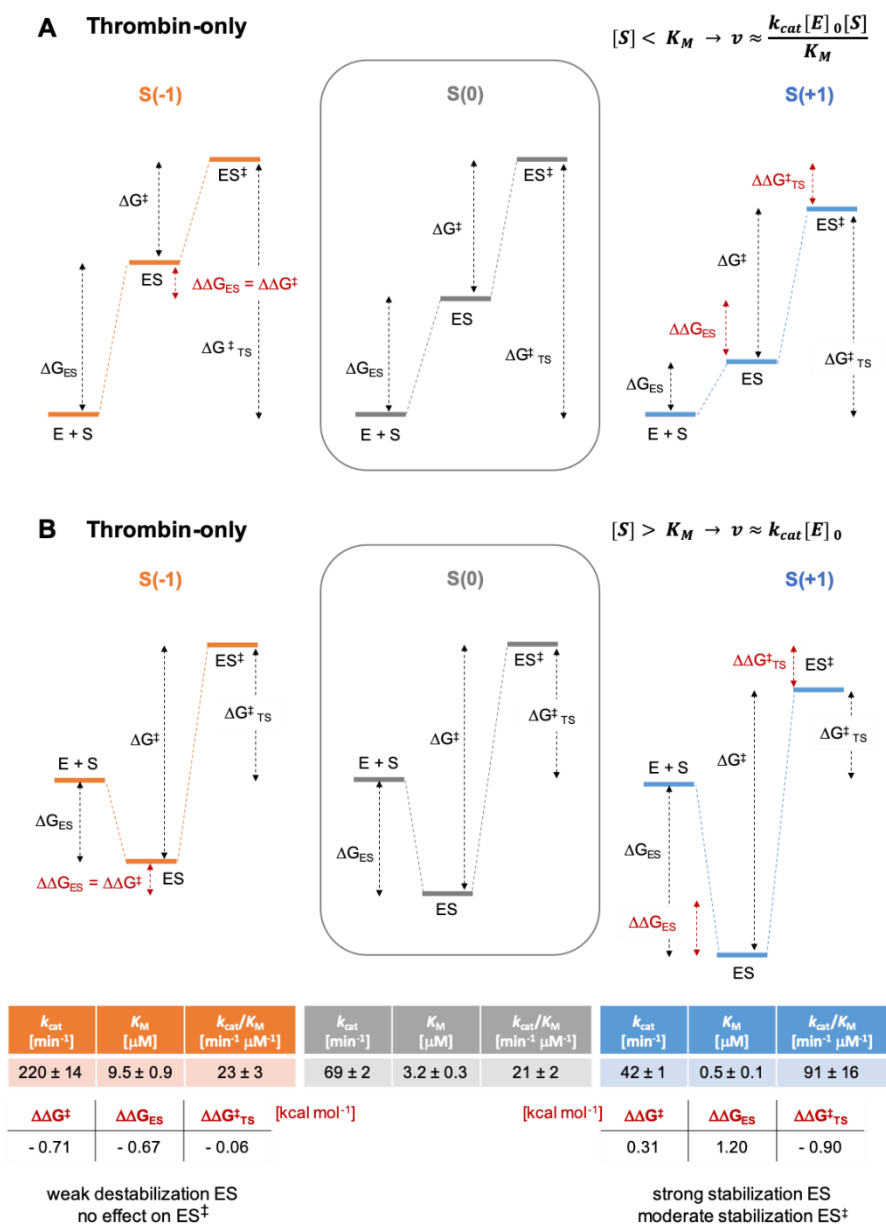 A Thrombin-only
[S] < K_M → v ≈ k_cat[E]_0[S] / K_M
S(-1)
S(0)
S(+1)
ES‡
ΔG‡
ES
ΔΔG_ES = ΔΔG‡
ΔG_ES
ΔG‡_TS
E + S
ES‡
ΔG‡
ES
ΔG_ES
ΔG‡_TS
E + S
ΔΔG‡_TS
ES‡
ΔG‡
ΔΔG_ES
ES
ΔG_ES
ΔG‡_TS
E + S
B Thrombin-only
[S] > K_M → v ≈ k_cat[E]_0
S(-1)
S(0)
S(+1)
ES‡
ΔG‡
ΔG‡_TS
E + S
ΔG_ES
ES
ΔΔG_ES = ΔΔG‡
ES‡
ΔG‡_TS
ΔG‡
E + S
ΔG_ES
ES
ΔΔG‡_TS
ES‡
ΔG‡_TS
ΔG‡
E + S
ΔG_ES
ΔΔG_ES
ES
k_cat K_M k_cat/K_M k_cat K_M k_cat/K_M k_cat K_M k_cat/K_M
[min⁻¹] [μM] [min⁻¹ μM⁻¹] [min⁻¹] [μM] [min⁻¹ μM⁻¹] [min⁻¹] [μM] [min⁻¹ μM⁻¹]
220 ± 14 9.5 ± 0.9 23 ± 3 69 ± 2 3.2 ± 0.3 21 ± 2 42 ± 1 0.5 ± 0.1 91 ± 16
ΔΔG‡ ΔΔG_ES ΔΔG‡_TS [kcal mol⁻¹] [kcal mol⁻¹] ΔΔG‡ ΔΔG_ES ΔΔG‡_TS
- 0.71 - 0.67 - 0.06 0.31 1.20 - 0.90
weak destabilization ES strong stabilization ES
no effect on ES‡ moderate stabilization ES‡